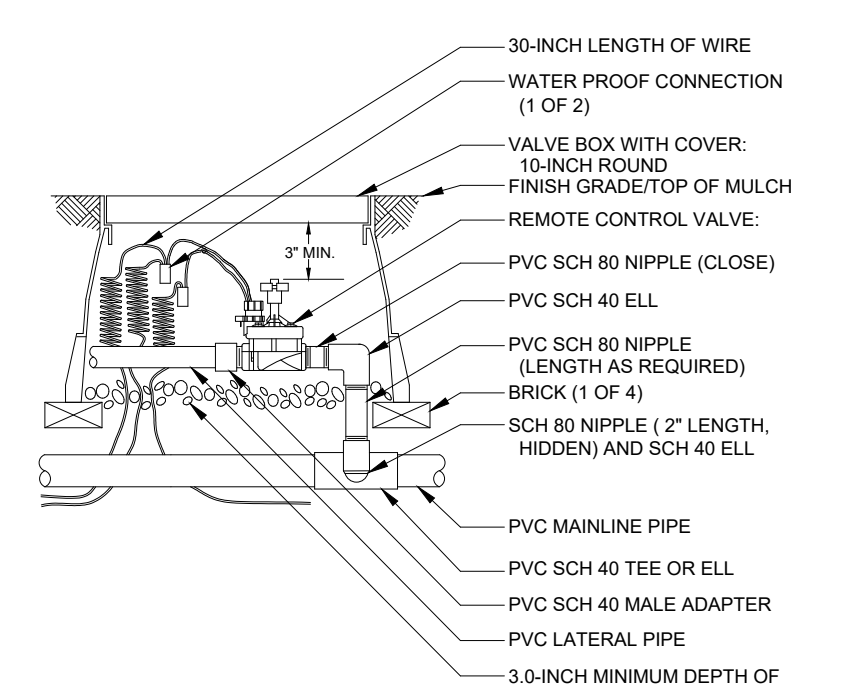 30-INCH LENGTH OF WIRE
WATER PROOF CONNECTION
(1 OF 2)
VALVE BOX WITH COVER:
10-INCH ROUND
FINISH GRADE/TOP OF MULCH
REMOTE CONTROL VALVE:
3" MIN.
PVC SCH 80 NIPPLE (CLOSE)
PVC SCH 40 ELL
PVC SCH 80 NIPPLE
(LENGTH AS REQUIRED)
BRICK (1 OF 4)
SCH 80 NIPPLE ( 2" LENGTH,
HIDDEN) AND SCH 40 ELL
PVC MAINLINE PIPE
PVC SCH 40 TEE OR ELL
PVC SCH 40 MALE ADAPTER
PVC LATERAL PIPE
3.0-INCH MINIMUM DEPTH OF